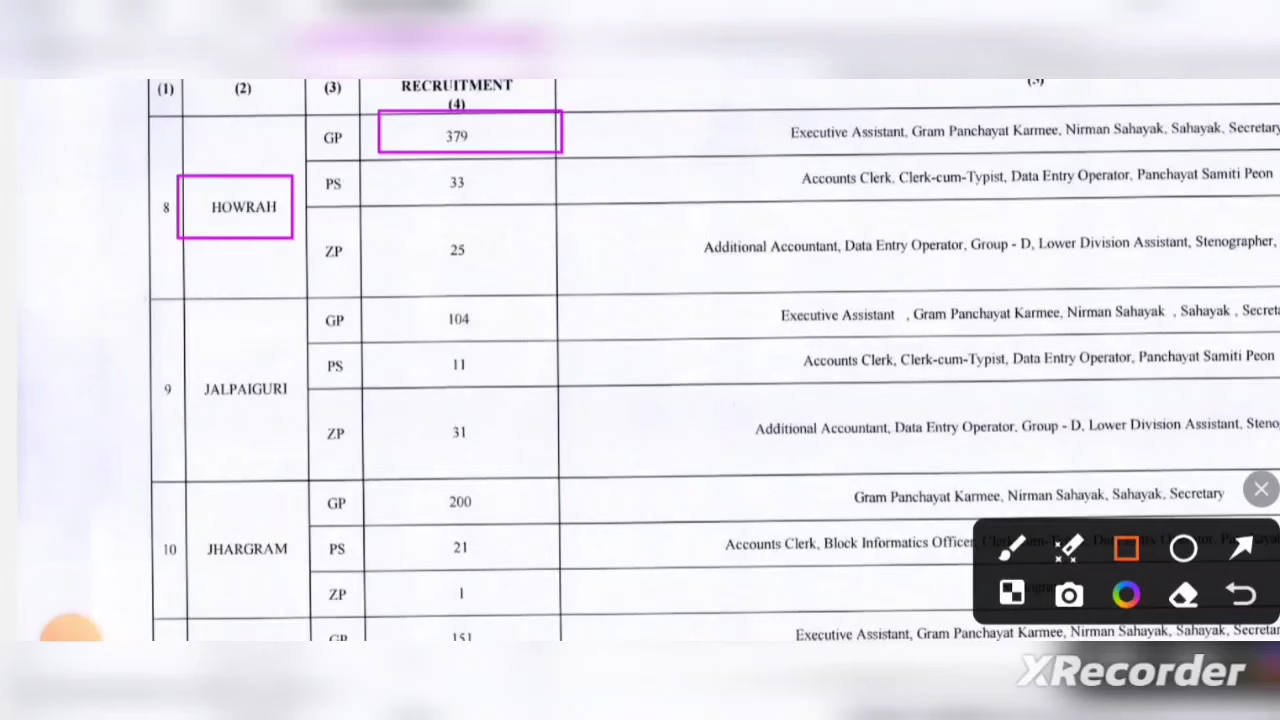 (1) (2) (3) RECRUITMENT
(4)
8 HOWRAH GP 379 Executive Assistant, Gram Panchayat Karmee, Nirman Sahayak, Sahayak, Secretary
PS 33 Accounts Clerk, Clerk-cum-Typist, Data Entry Operator, Panchayat Samiti Peon
ZP 25 Additional Accountant, Data Entry Operator, Group - D, Lower Division Assistant, Stenographer,
9 JALPAIGURI GP 104 Executive Assistant , Gram Panchayat Karmee, Nirman Sahayak , Sahayak ,
PS 11 Accounts Clerk, Clerk-cum-Typist, Data Entry Operator, Panchayat Samiti Peon
ZP 31 Additional Accountant, Data Entry Operator, Group - D, Lower Division Assistant,
10 JHARGRAM GP 200 Gram Panchayat Karmee, Nirman Sahayak, Sahayak, Secretary
PS 21 Accounts Clerk, Block Informatics Officer,
ZP 1
GP 151 Executive Assistant, Gram Panchayat Karmee, Nirman Sahayak, Sahayak,
XRecorder